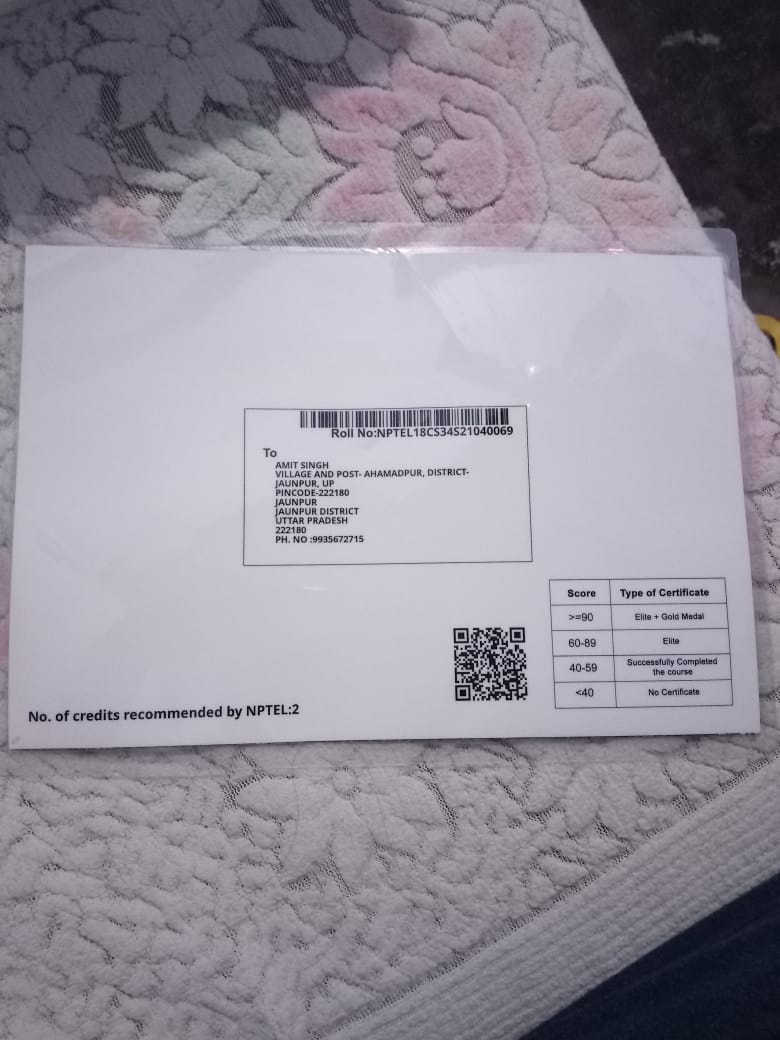 Roll No:NPTEL18CS34S21040069
To
AMIT SINGH
VILLAGE AND POST- AHAMADPUR, DISTRICT-
JAUNPUR, UP
PINCODE-222180
JAUNPUR
JAUNPUR DISTRICT
UTTAR PRADESH
222180
PH. NO :9935672715
Score Type of Certificate
>=90 Elite + Gold Medal
60-89 Elite
40-59 Successfully Completed
the course
<40 No Certificate
No. of credits recommended by NPTEL:2